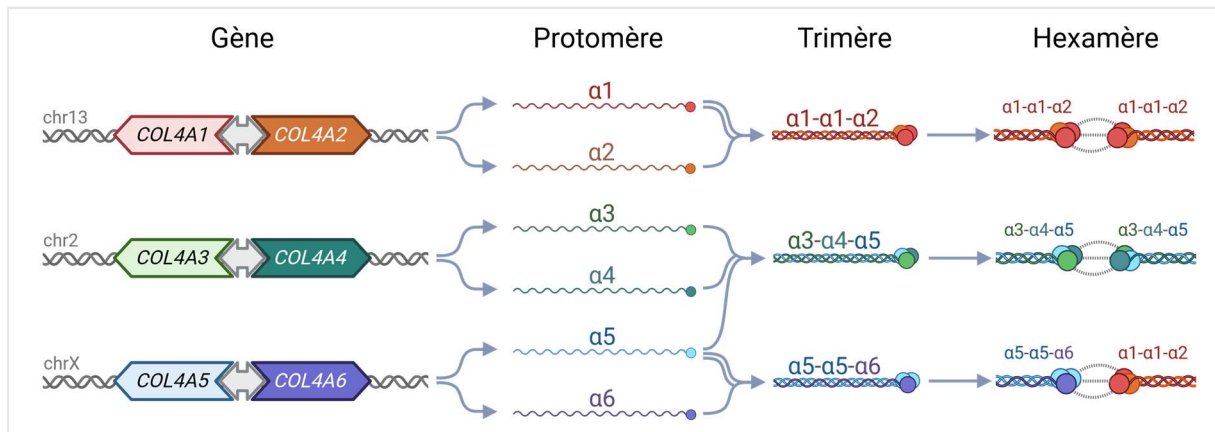 Gène Protomère Trimère Hexamère
chr13
COL4A1 COL4A2
α1
α2
α1-α1-α2
α1-α1-α2 α1-α1-α2
chr2
COL4A3 COL4A4
α3
α4
α3-α4-α5
α3-α4-α5 α3-α4-α5
chrX
COL4A5 COL4A6
α5
α6
α5-α5-α6
α5-α5-α6 α1-α1-α2